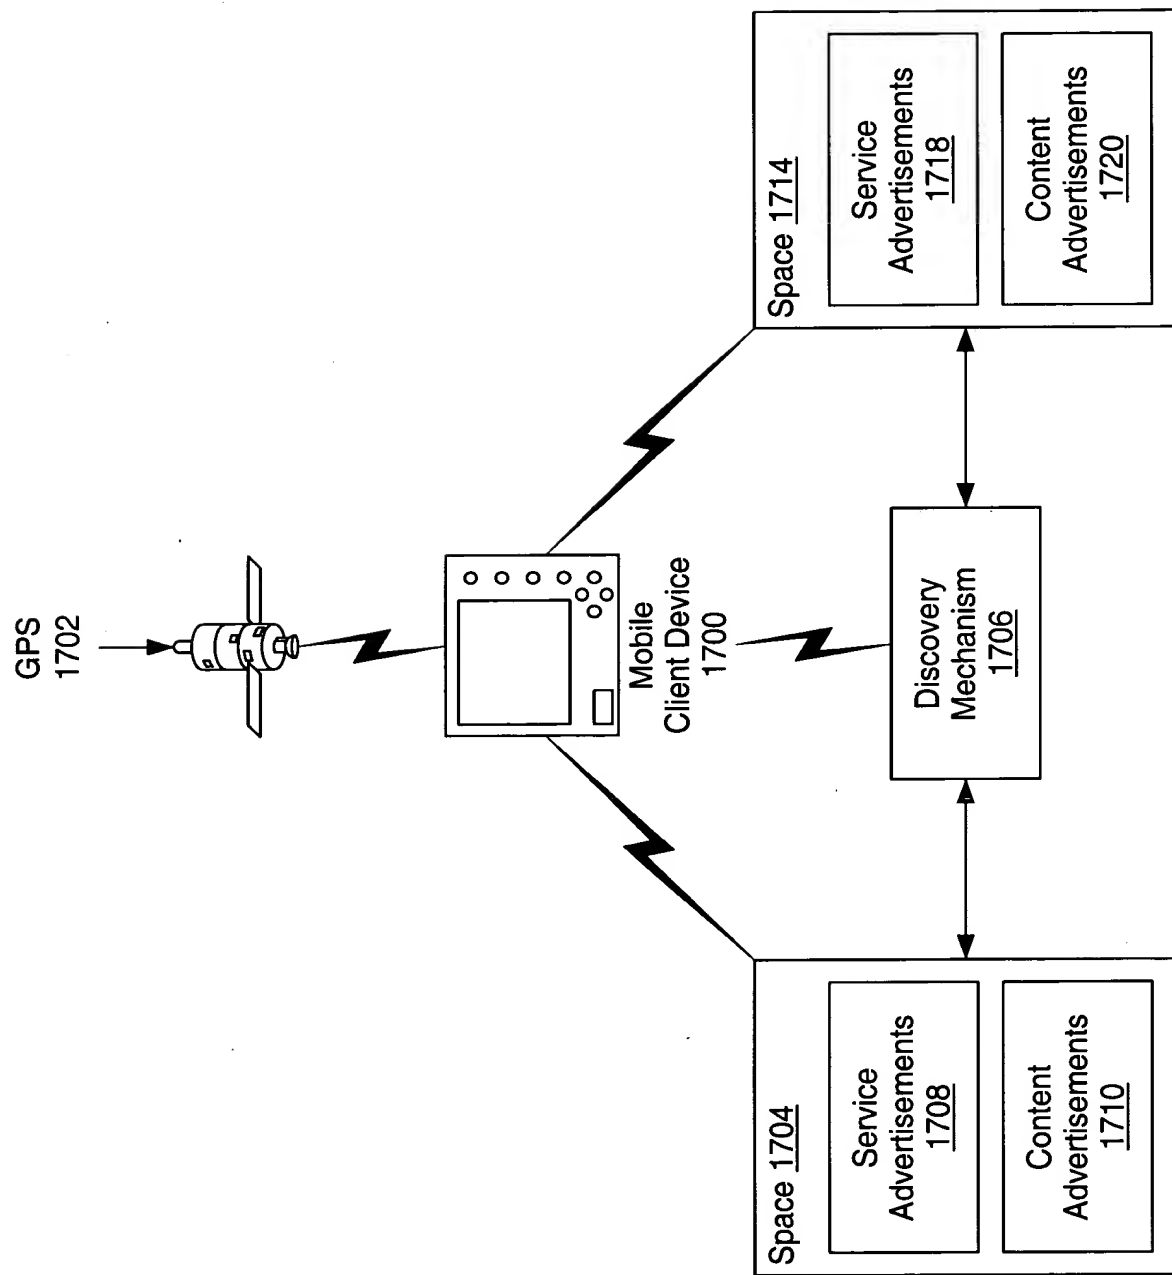 GPS
1702
Mobile
Client Device
1700
Discovery
Mechanism
1706
Space 1704
Service
Advertisements
1708
Content
Advertisements
1710
Space 1714
Service
Advertisements
1718
Content
Advertisements
1720